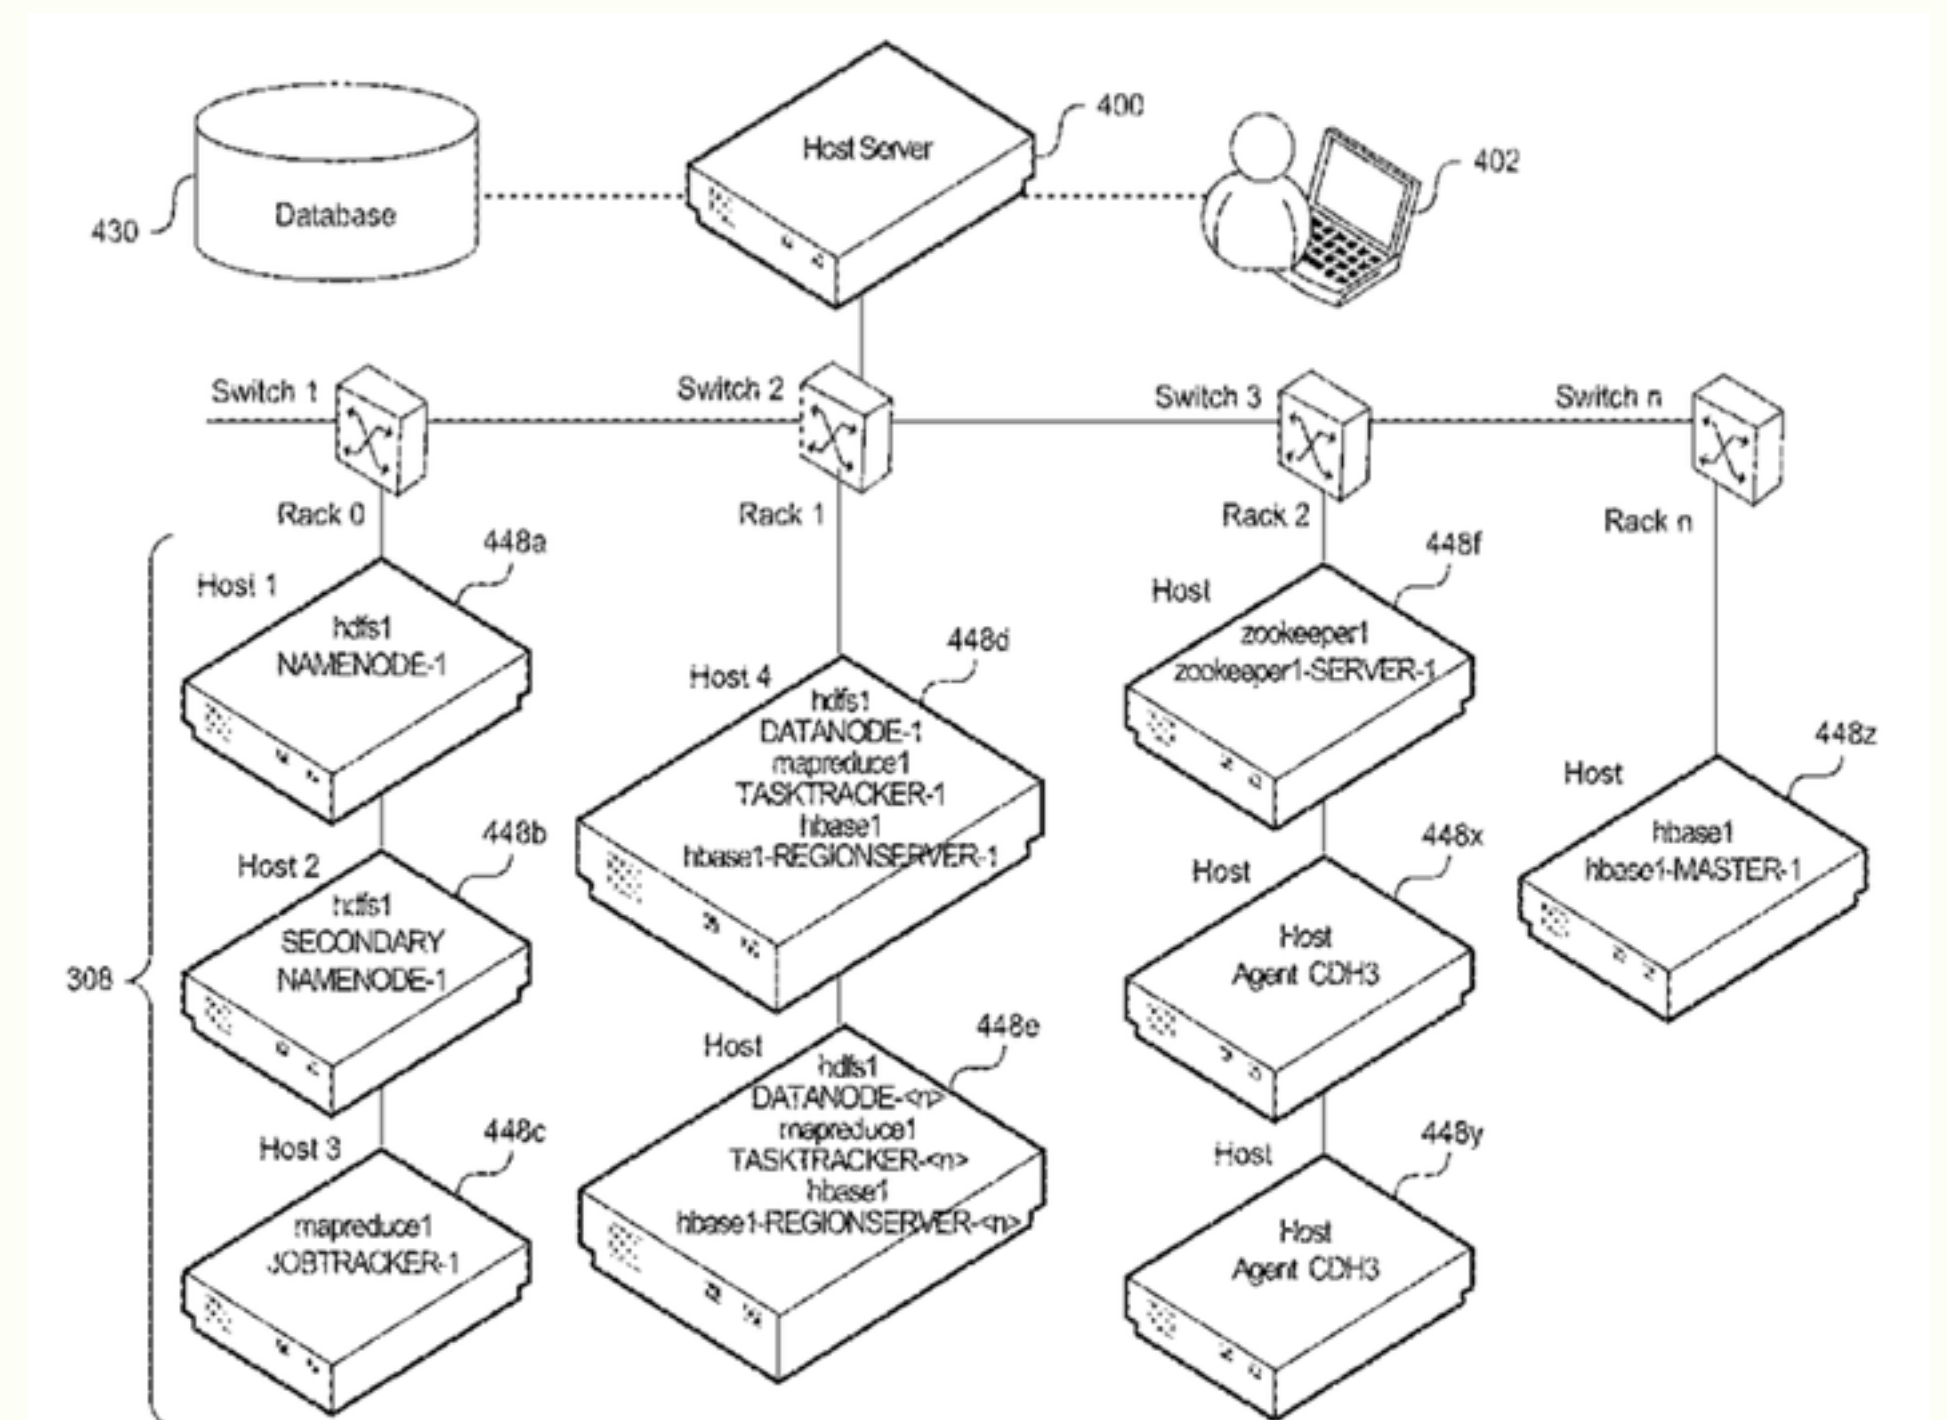 400
Host Server
402
430
Database
Switch 1
Switch 2
Switch 3
Switch n
Rack 0
Rack 1
Rack 2
Rack n
308
448a
Host 1
hdfs1
NAMENODE-1
448b
Host 2
hdfs1
SECONDARY
NAMENODE-1
448c
Host 3
mapreduce1
JOBTRACKER-1
448d
Host 4
hdfs1
DATANODE-1
mapreduce1
TASKTRACKER-1
hbase1
hbase1-REGIONSERVER-1
448e
Host
hdfs1
DATANODE-<n>
mapreduce1
TASKTRACKER-<n>
hbase1
hbase1-REGIONSERVER-<n>
448f
Host
zookeeper1
zookeeper1-SERVER-1
448x
Host
Host
Agent CDH3
448y
Host
Host
Agent CDH3
448z
Host
hbase1
hbase1-MASTER-1